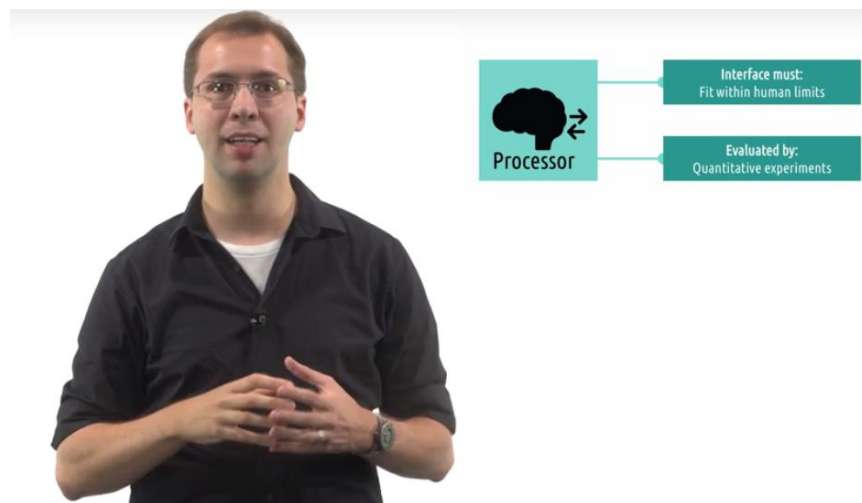 Processor
Interface must:
Fit within human limits
Evaluated by:
Quantitative experiments